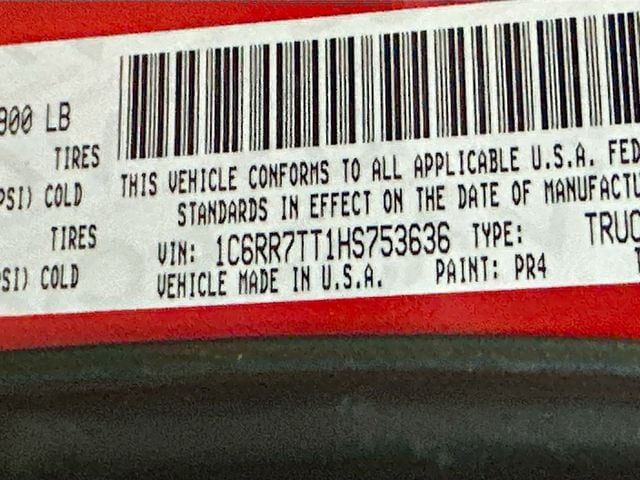 900 LB
TIRES
PSI) COLD
TIRES
PSI) COLD
THIS VEHICLE CONFORMS TO ALL APPLICABLE U.S.A. FED
STANDARDS IN EFFECT ON THE DATE OF MANUFACTU
VIN: 1C6RR7TT1HS753636 TYPE: TRUC
VEHICLE MADE IN U.S.A. PAINT: PR4